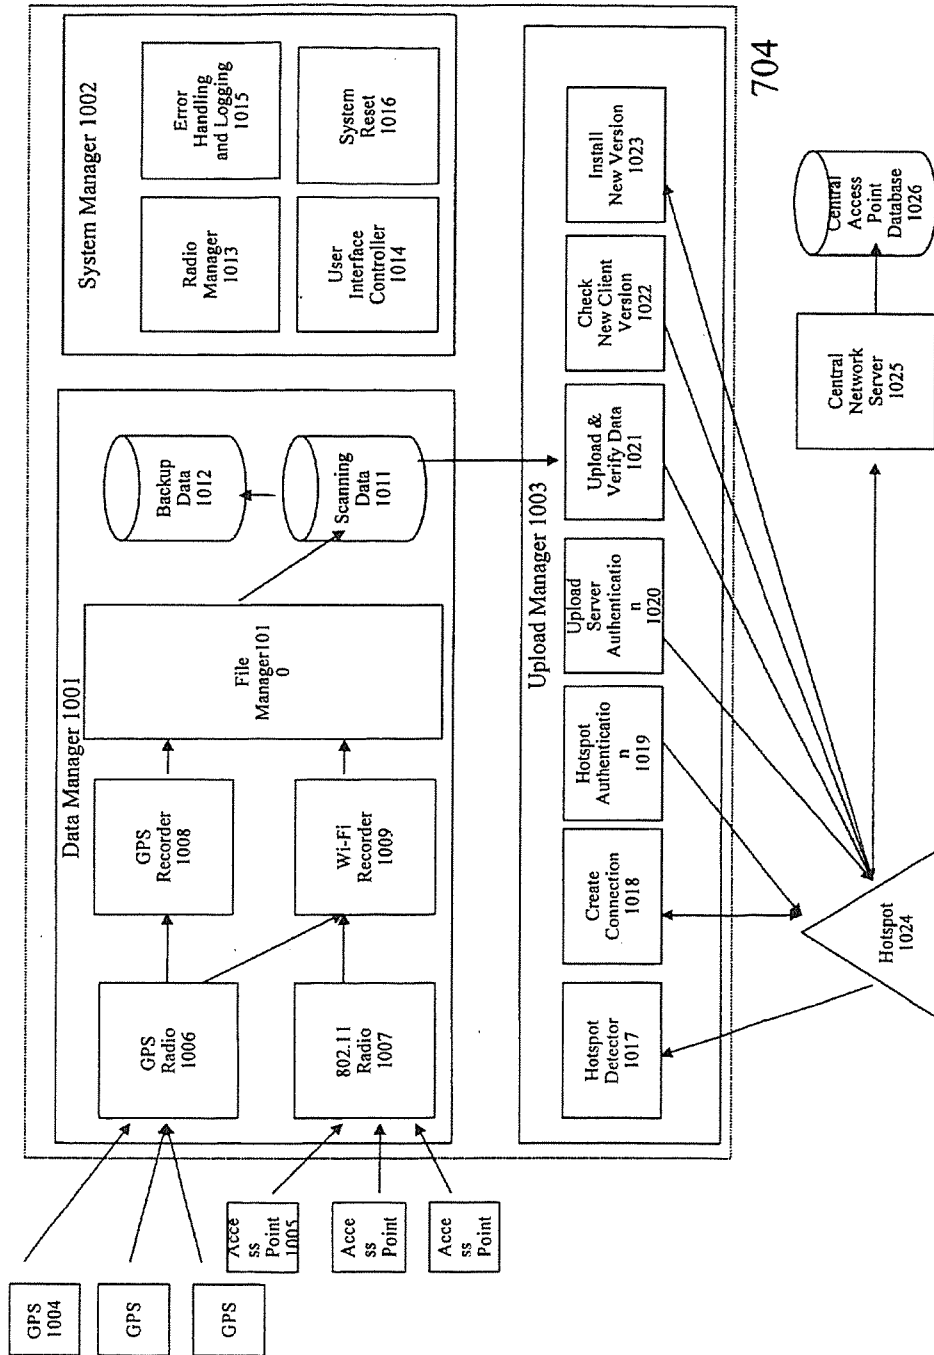 GPS
1004
GPS
GPS
Acce
ss
Point
1005
Acce
ss
Point
Acce
ss
Point
Data Manager 1001
GPS
Radio
1006
802.11
Radio
1007
GPS
Recorder
1008
Wi-Fi
Recorder
1009
File
Manager101
0
Backup
Data
1012
Scanning
Data
1011
System Manager 1002
Radio
Manager
1013
Error
Handling
and Logging
1015
User
Interface
Controller
1014
System
Reset
1016
Upload Manager 1003
Hotspot
Detector
1017
Create
Connection
1018
Hotspot
Authenticatio
n
1019
Upload
Server
Authenticatio
n
1020
Upload &
Verify Data
1021
Check
New Client
Version
1022
Install
New Version
1023
704
Hotspot
1024
Central
Network
Server
1025
Central
Access
Point
Database
1026